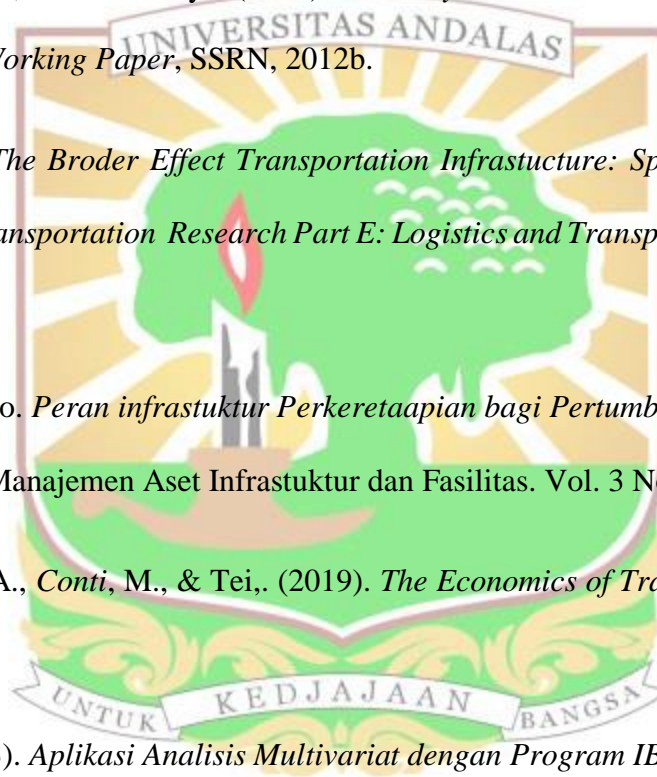 UNIVERSITAS ANDALAS
Working Paper, SSRN, 2012b.
The Broder Effect Transportation Infrastucture: Sp
ansportation Research Part E: Logistics and Transp
o. Peran infrastuktur Perkeretaapian bagi Pertumb
Manajemen Aset Infrastuktur dan Fasilitas. Vol. 3 N
A., Conti, M., & Tei,. (2019). The Economics of Tra
UNTUK KEDJAJAAN BANGSA
). Aplikasi Analisis Multivariat dengan Program IB